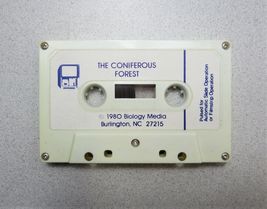 THE CONIFEROUS
FOREST
© 1980 Biology Media
Burlington, NC 27215
Pulsed for
Automatic Slide Operation
or Filmstrip Operation